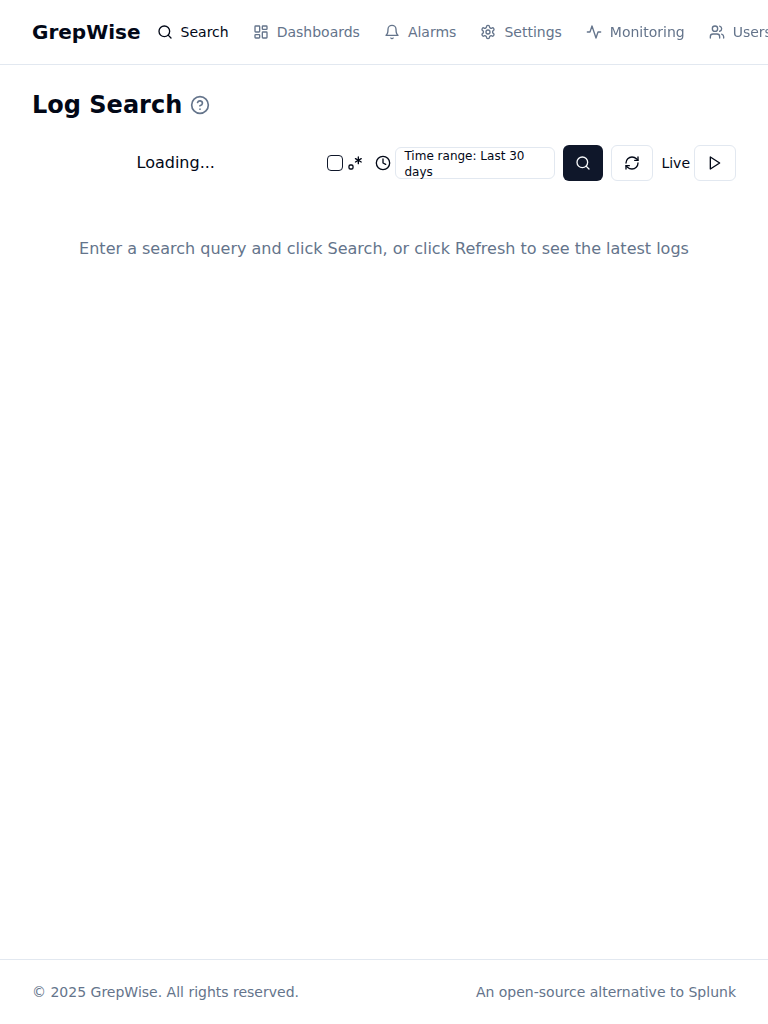 GrepWise Search Dashboards Alarms Settings Monitoring Users
Log Search
Loading... .* Time range: Last 30 days Live
Enter a search query and click Search, or click Refresh to see the latest logs
© 2025 GrepWise. All rights reserved. An open-source alternative to Splunk